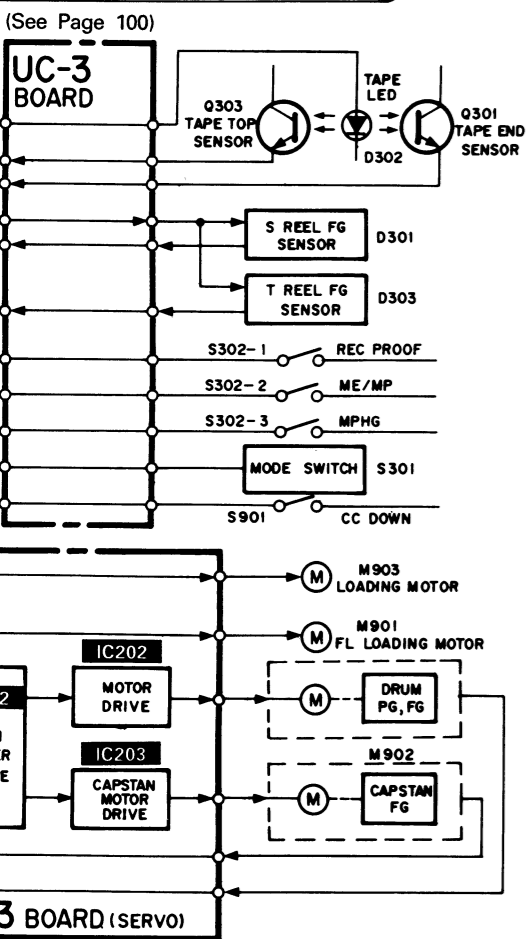 (See Page 100)
UC-3
BOARD
TAPE
LED
Q303
TAPE TOP
SENSOR
Q301
TAPE END
SENSOR
D302
S REEL FG
SENSOR
D301
T REEL FG
SENSOR
D303
S302-1
REC PROOF
S302-2
ME/MP
S302-3
MPHG
MODE SWITCH
S301
S901
CC DOWN
M
M903
LOADING MOTOR
M
M901
FL LOADING MOTOR
IC202
MOTOR
DRIVE
M
DRUM
PG, FG
IC203
CAPSTAN
MOTOR
DRIVE
M902
M
CAPSTAN
FG
2
ER
E
3 BOARD (SERVO)